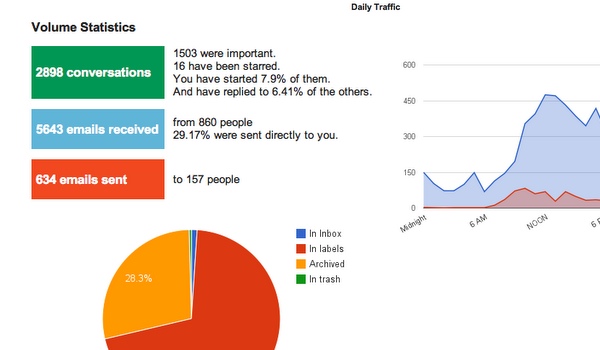 Daily Traffic
Volume Statistics
2898 conversations
1503 were important.
16 have been starred.
You have started 7.9% of them.
And have replied to 6.41% of the others.
5643 emails received
from 860 people
29.17% were sent directly to you.
634 emails sent
to 157 people
28.3%
In Inbox
In labels
Archived
In trash
600
450
300
150
0
Midnight
6 AM
NOON
6